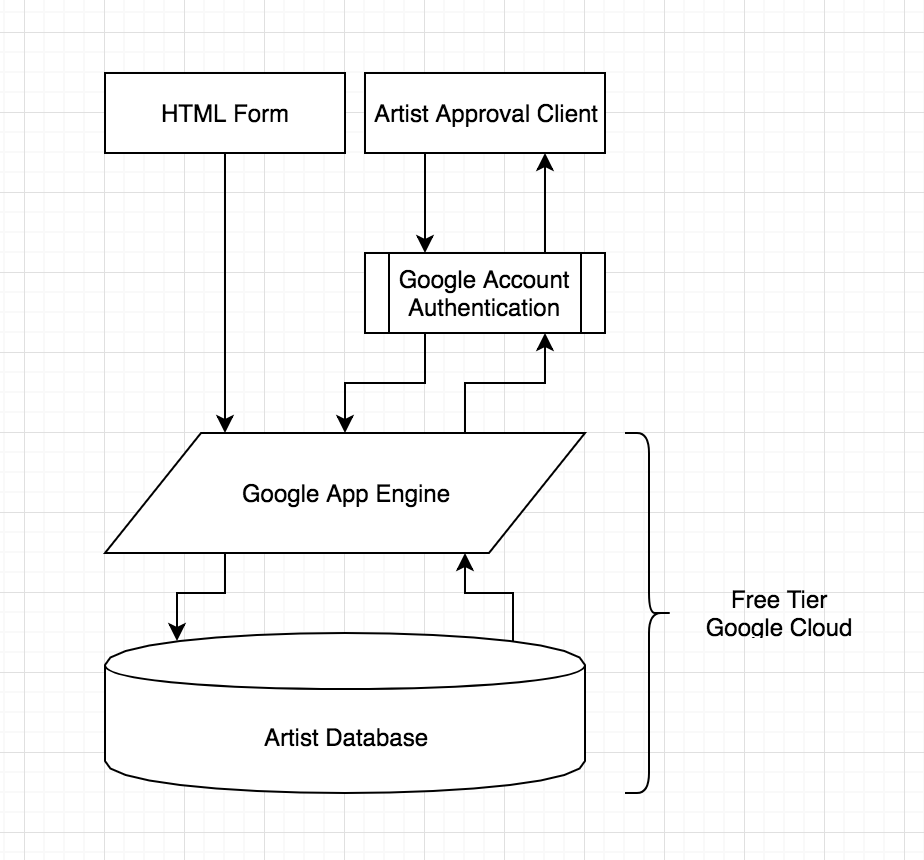 HTML Form
Artist Approval Client
Google Account
Authentication
Google App Engine
Free Tier
Google Cloud
Artist Database